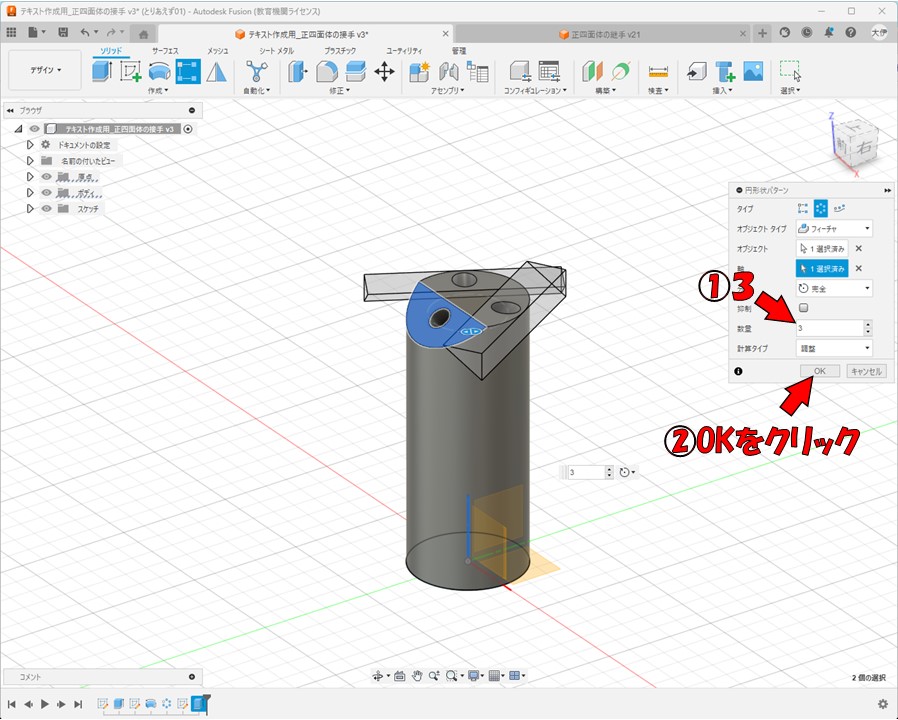 テキスト作成用_正四面体の接手 v3* (とりあえず01) - Autodesk Fusion (教育機関ライセンス)
テキスト作成用_正四面体の接手 v3*
正四面体の継手 v21
大伊
デザイン
ソリッド
サーフェス
メッシュ
シート メタル
プラスチック
ユーティリティ
管理
作成
自動化
修正
アセンブリ
コンフィギュレーション
構築
検査
挿入
選択
ブラウザ
テキスト作成用_正四面体の接手 v3
ドキュメントの設定
名前の付いたビュー
原点
ボディ
スケッチ
Z
前
右
X
円形状パターン
タイプ
オブジェクト タイプ
フィーチャ
オブジェクト
1 選択済み
1 選択済み
完全
抑制
数量
3
計算タイプ
調整
OK
キャンセル
①3
②OKをクリック
3
コメント
2 個の選択